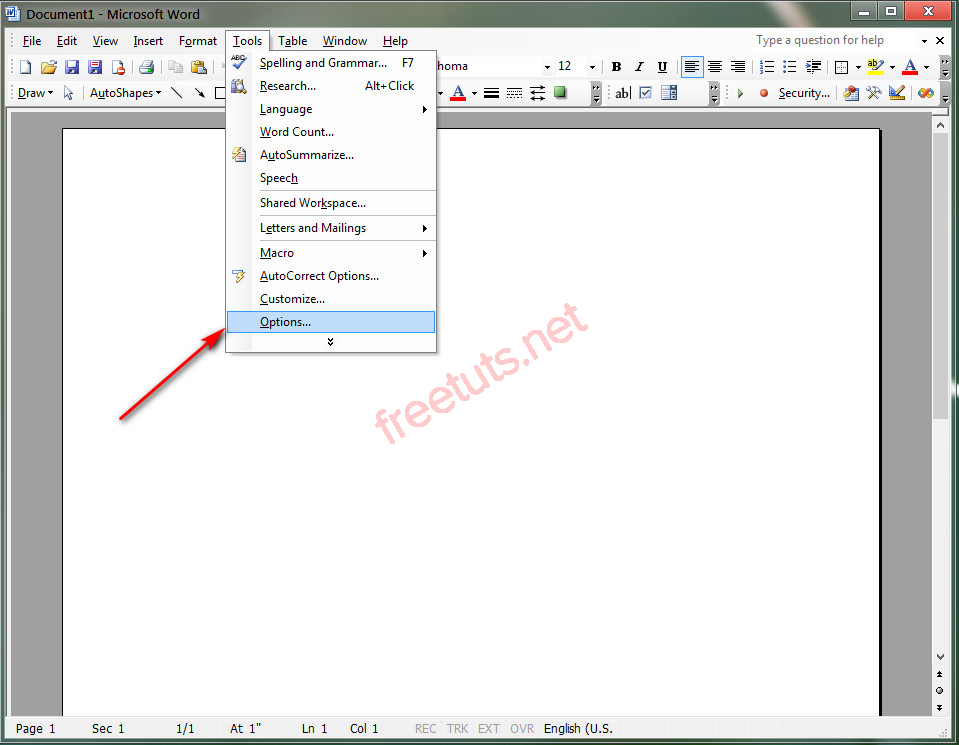 Document1 - Microsoft Word
File Edit View Insert Format Tools Table Window Help Type a question for help
homa 12 B I U ab A
Draw AutoShapes A ab Security...
ABC Spelling and Grammar... F7
Research... Alt+Click
Language
Word Count...
AutoSummarize...
Speech
Shared Workspace...
Letters and Mailings
Macro
AutoCorrect Options...
Customize...
Options...
freetuts.net
Page 1 Sec 1 1/1 At 1" Ln 1 Col 1 REC TRK EXT OVR English (U.S.